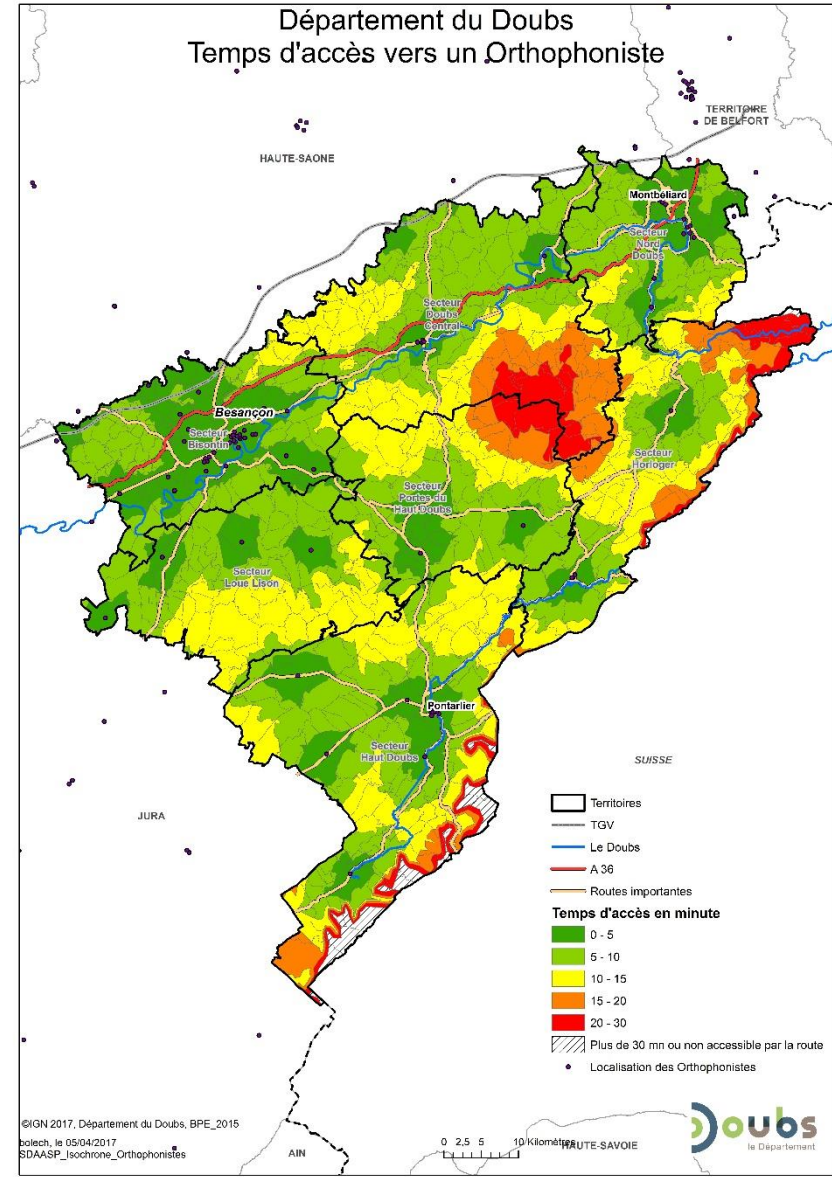 Département du Doubs
Temps d'accès vers un Orthophoniste
TERRITOIRE
DE BELFORT
HAUTE-SAONE
Montbéliard
Secteur
Nord
Doubs
Secteur
Doubs
Central
Besançon
Secteur
Bisontin
Secteur
Horloger
Secteur
Portes du
Haut Doubs
Secteur
Loue Lison
Pontarlier
Secteur
Haut Doubs
SUISSE
JURA
Territoires
TGV
Le Doubs
A 36
Routes importantes
Temps d'accès en minute
0 - 5
5 - 10
10 - 15
15 - 20
20 - 30
Plus de 30 mn ou non accessible par la route
Localisation des Orthophonistes
©IGN 2017, Département du Doubs, BPE_2015
bolech, le 05/04/2017
SDAASP_Isochrone_Orthophonistes
AIN
0 2,5 5 10 Kilomètres
HAUTE-SAVOIE
Doubs
le Département